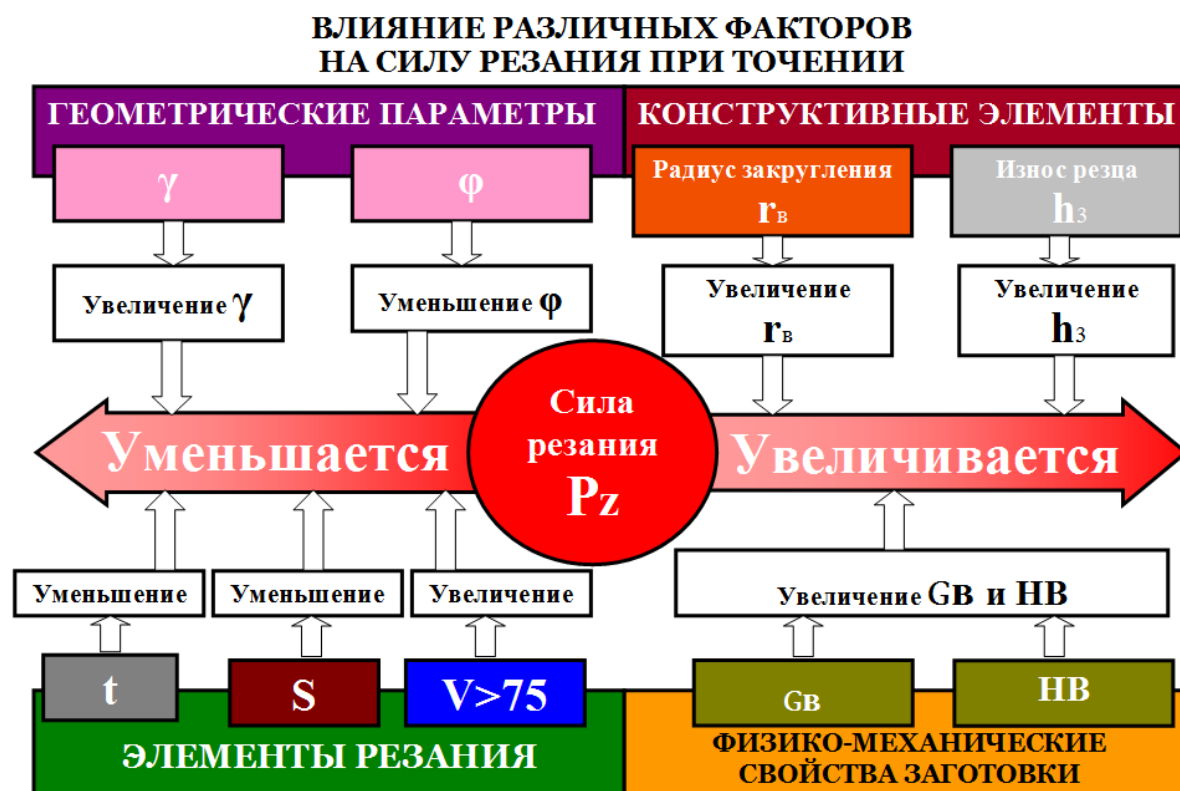 ВЛИЯНИЕ РАЗЛИЧНЫХ ФАКТОРОВ
НА СИЛУ РЕЗАНИЯ ПРИ ТОЧЕНИИ
ГЕОМЕТРИЧЕСКИЕ ПАРАМЕТРЫ
КОНСТРУКТИВНЫЕ ЭЛЕМЕНТЫ
γ
φ
Радиус закругления
rв
Износ резца
h3
Увеличение γ
Уменьшение φ
Увеличение
rв
Увеличение
h3
Уменьшается
Сила
резания
Pz
Увеличивается
Уменьшение
Уменьшение
Увеличение
Увеличение Gв и HB
t
S
V>75
Gв
HB
ЭЛЕМЕНТЫ РЕЗАНИЯ
ФИЗИКО-МЕХАНИЧЕСКИЕ
СВОЙСТВА ЗАГОТОВКИ